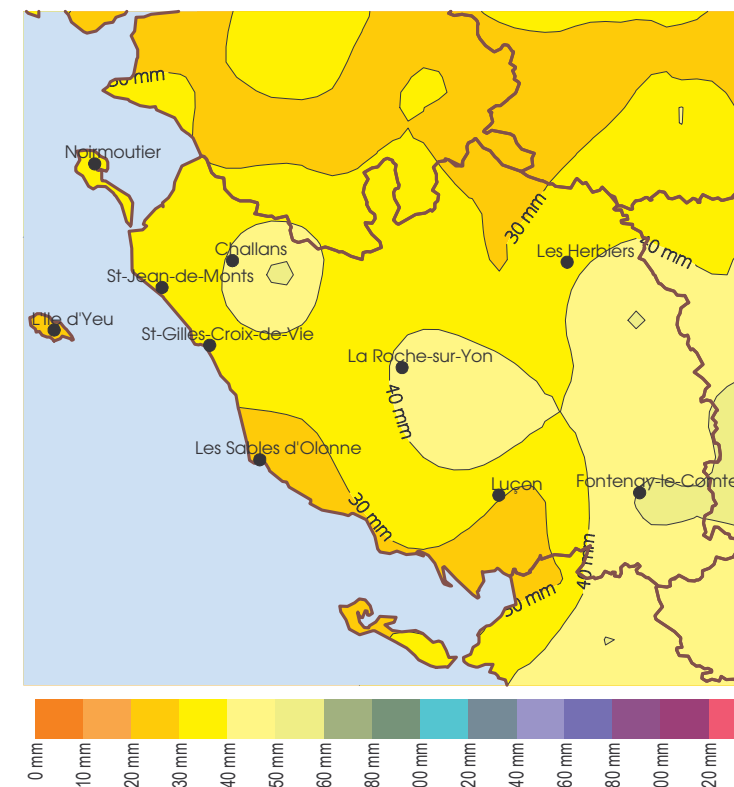 30 mm
Noirmoutier
30 mm
Challans
Les Herbiers
40 mm
St-Jean-de-Monts
L'Ile d'Yeu
St-Gilles-Croix-de-Vie
La Roche-sur-Yon
40 mm
Les Sables d'Olonne
Luçon
Fontenay-le-Comte
30 mm
40 mm
30 mm
0 mm
10 mm
20 mm
30 mm
40 mm
50 mm
60 mm
80 mm
00 mm
20 mm
40 mm
60 mm
80 mm
00 mm
20 mm